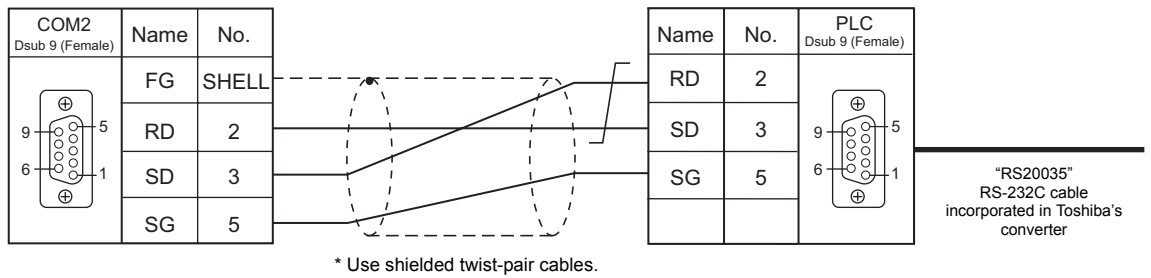 COM2
Dsub 9 (Female)
Name No.
FG SHELL
RD 2
SD 3
SG 5
9
5
6
1
Name No.
RD 2
SD 3
SG 5
PLC
Dsub 9 (Female)
9
5
6
1
“RS20035”
RS-232C cable
incorporated in Toshiba’s
converter
* Use shielded twist-pair cables.